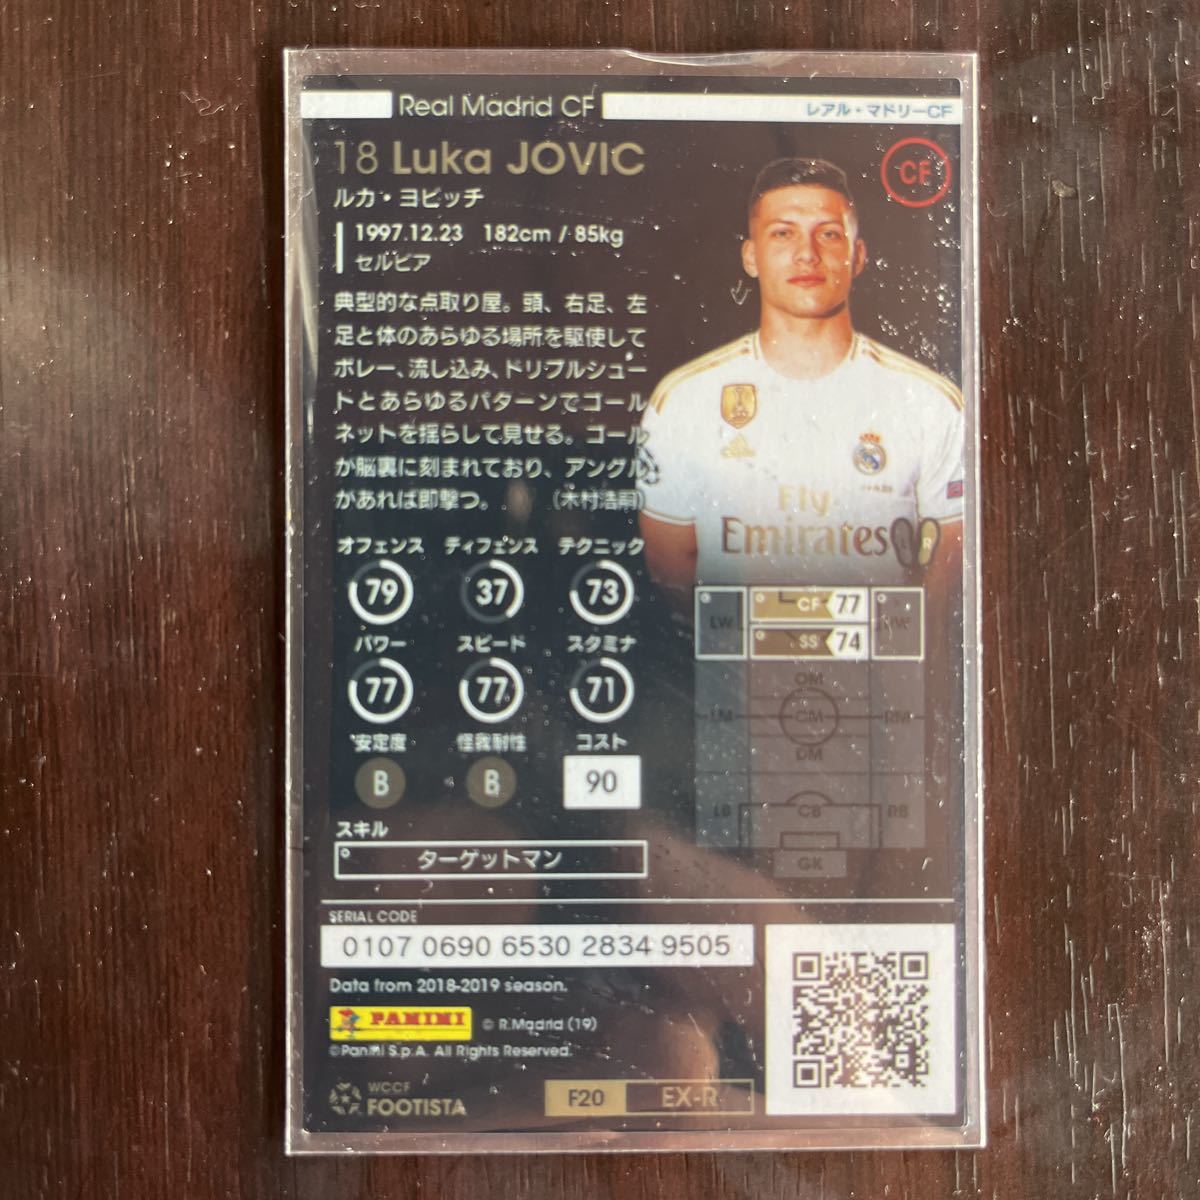 Real Madrid CF
レアル・マドリーCF
18 Luka JOVIC
CF
ルカ・ヨビッチ
1997.12.23 182cm / 85kg
セルビア
典型的な点取り屋。頭、右足、左
足と体のあらゆる場所を駆使して
ボレー、流し込み、ドリブルシュー
トとあらゆるパターンでゴール
ネットを揺らして見せる。ゴール
が脳裏に刻まれており、アングル
があれば即撃つ。 (木村浩嗣)
Fly
Emirates
L R
オフェンス ディフェンス テクニック
79 37 73
パワー スピード スタミナ
77 77 71
安定度 怪我耐性 コスト
B B 90
LW CF 77 RW
SS 74
OM
LM CM RM
DM
LB CB RB
GK
スキル
ターゲットマン
SERIAL CODE
0107 0690 6530 2834 9505
Data from 2018-2019 season.
PANINI © R.Madrid (19)
©Panini S.p.A. All Rights Reserved.
WCCF
FOOTISTA
F20 EX-R